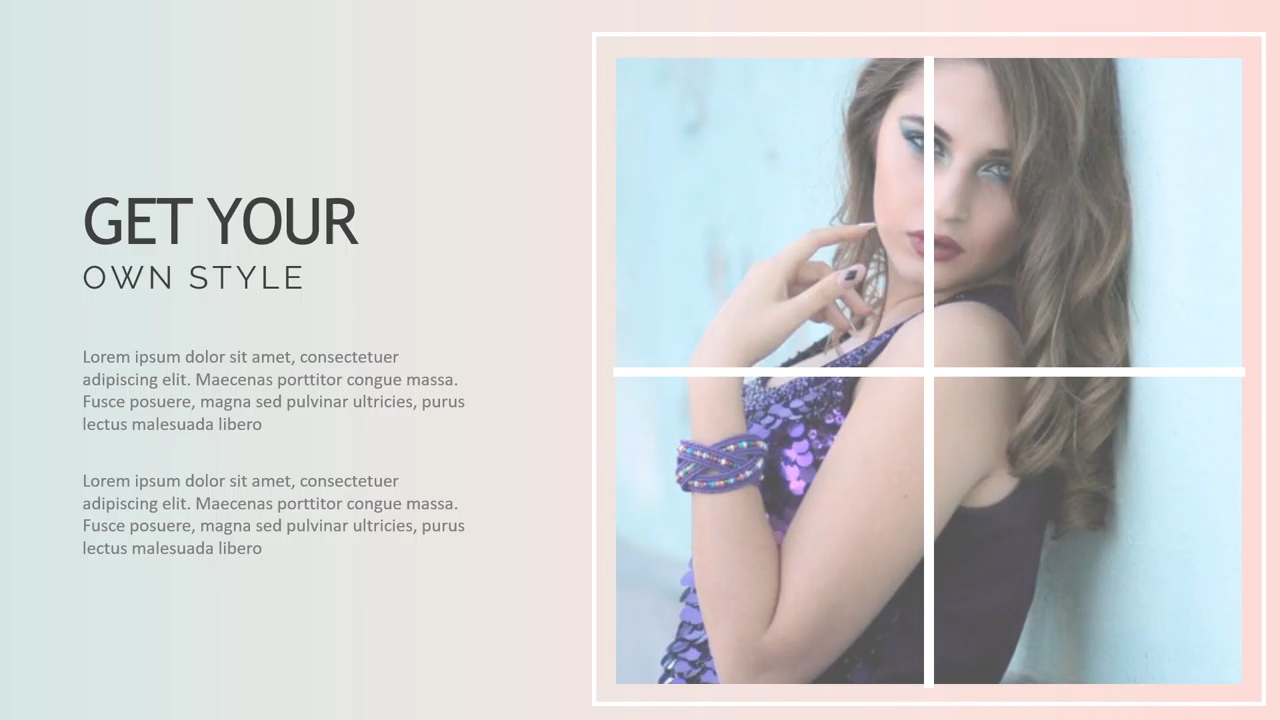 GET YOUR
OWN STYLE
Lorem ipsum dolor sit amet, consectetuer
adipiscing elit. Maecenas porttitor congue massa.
Fusce posuere, magna sed pulvinar ultricies, purus
lectus malesuada libero
Lorem ipsum dolor sit amet, consectetuer
adipiscing elit. Maecenas porttitor congue massa.
Fusce posuere, magna sed pulvinar ultricies, purus
lectus malesuada libero